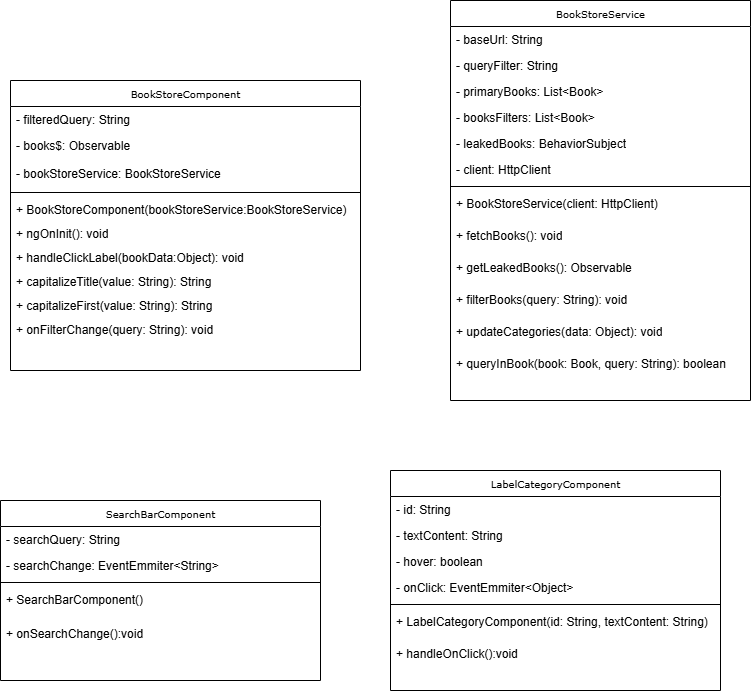 BookStoreComponent
- filteredQuery: String
- books$: Observable
- bookStoreService: BookStoreService
+ BookStoreComponent(bookStoreService:BookStoreService)
+ ngOnInit(): void
+ handleClickLabel(bookData:Object): void
+ capitalizeTitle(value: String): String
+ capitalizeFirst(value: String): String
+ onFilterChange(query: String): void
BookStoreService
- baseUrl: String
- queryFilter: String
- primaryBooks: List<Book>
- booksFilters: List<Book>
- leakedBooks: BehaviorSubject
- client: HttpClient
+ BookStoreService(client: HttpClient)
+ fetchBooks(): void
+ getLeakedBooks(): Observable
+ filterBooks(query: String): void
+ updateCategories(data: Object): void
+ queryInBook(book: Book, query: String): boolean
SearchBarComponent
- searchQuery: String
- searchChange: EventEmmiter<String>
+ SearchBarComponent()
+ onSearchChange():void
LabelCategoryComponent
- id: String
- textContent: String
- hover: boolean
- onClick: EventEmmiter<Object>
+ LabelCategoryComponent(id: String, textContent: String)
+ handleOnClick():void